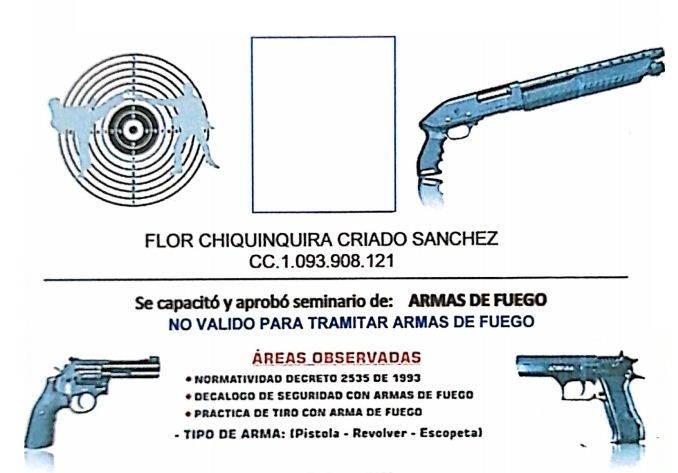 FLOR CHIQUINQUIRA CRIADO SANCHEZ
CC.1.093.908.121
Se capacitó y aprobó seminario de: ARMAS DE FUEGO
NO VALIDO PARA TRAMITAR ARMAS DE FUEGO
ÁREAS OBSERVADAS
• NORMATIVIDAD DECRETO 2535 DE 1993
• DECALOGO DE SEGURIDAD CON ARMAS DE FUEGO
• PRACTICA DE TIRO CON ARMA DE FUEGO
- TIPO DE ARMA: (Pistola - Revolver - Escopeta)